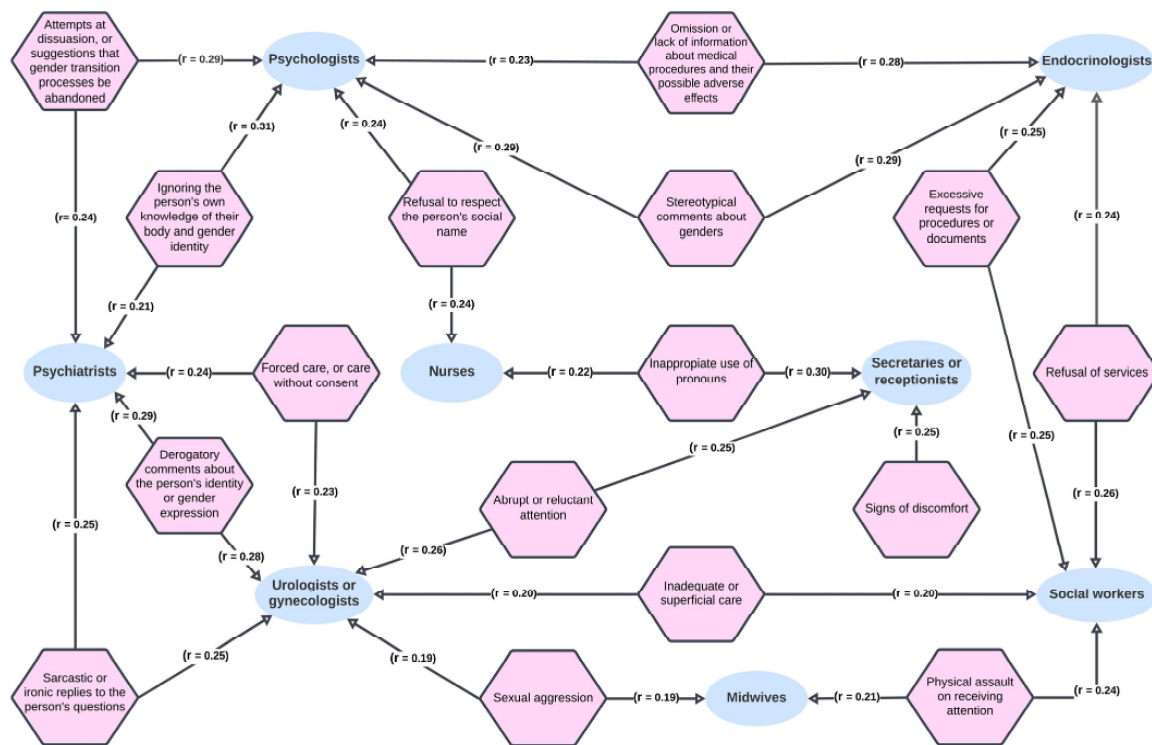 Attempts at
dissuasion, or
suggestions that
gender transition
processes be
abandoned
(r = 0.29)
Psychologists
(r = 0.23)
Omission or
lack of information
about medical
procedures and their
possible adverse
effects
(r = 0.28)
Endocrinologists
(r = 0.31)
(r = 0.24)
(r = 0.29)
(r = 0.29)
(r = 0.25)
(r= 0.24)
Ignoring the
person's own
knowledge of their
body and gender
identity
Refusal to respect
the person's social
name
Stereotypical
comments about
genders
Excessive
requests for
procedures or
documents
(r = 0.24)
(r = 0.21)
(r = 0.24)
Psychiatrists
(r = 0.24)
Forced care, or care
without consent
Nurses
(r = 0.22)
Inappropiate use of
pronouns
(r = 0.30)
Secretaries or
receptionists
Refusal of services
(r = 0.29)
(r = 0.25)
(r = 0.25)
(r = 0.25)
Derogatory
comments about
the person's identity
or gender
expression
(r = 0.23)
Abrupt or reluctant
attention
Signs of discomfort
(r = 0.26)
(r = 0.25)
(r = 0.28)
(r = 0.26)
Urologists or
gynecologists
(r = 0.20)
Inadequate or
superficial care
(r = 0.20)
Social workers
Sarcastic or
ironic replies to the
person's questions
(r = 0.25)
(r = 0.19)
Sexual aggression
(r = 0.19)
Midwives
(r = 0.21)
Physical assault
on receiving
attention
(r = 0.24)